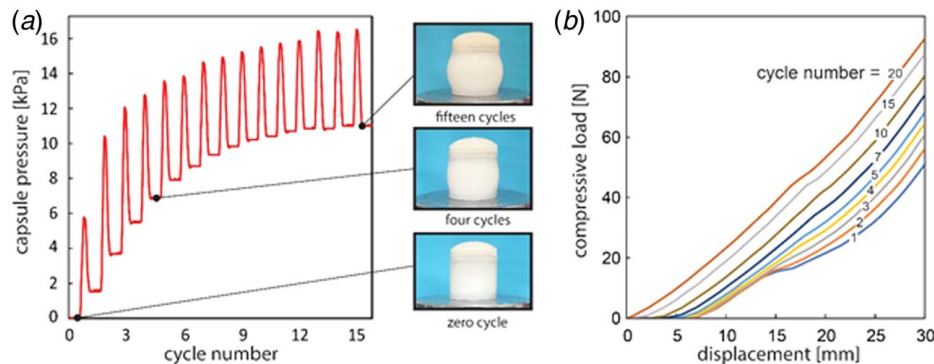 (a)
capsule pressure [kPa]
16
14
12
10
8
6
4
2
0
0 3 6 9 12 15
cycle number
fifteen cycles
four cycles
zero cycle
(b)
compressive load [N]
100
80
60
40
20
0
cycle number = 20
15
10
7
5
4
3
2
1
0 5 10 15 20 25 30
displacement [mm]